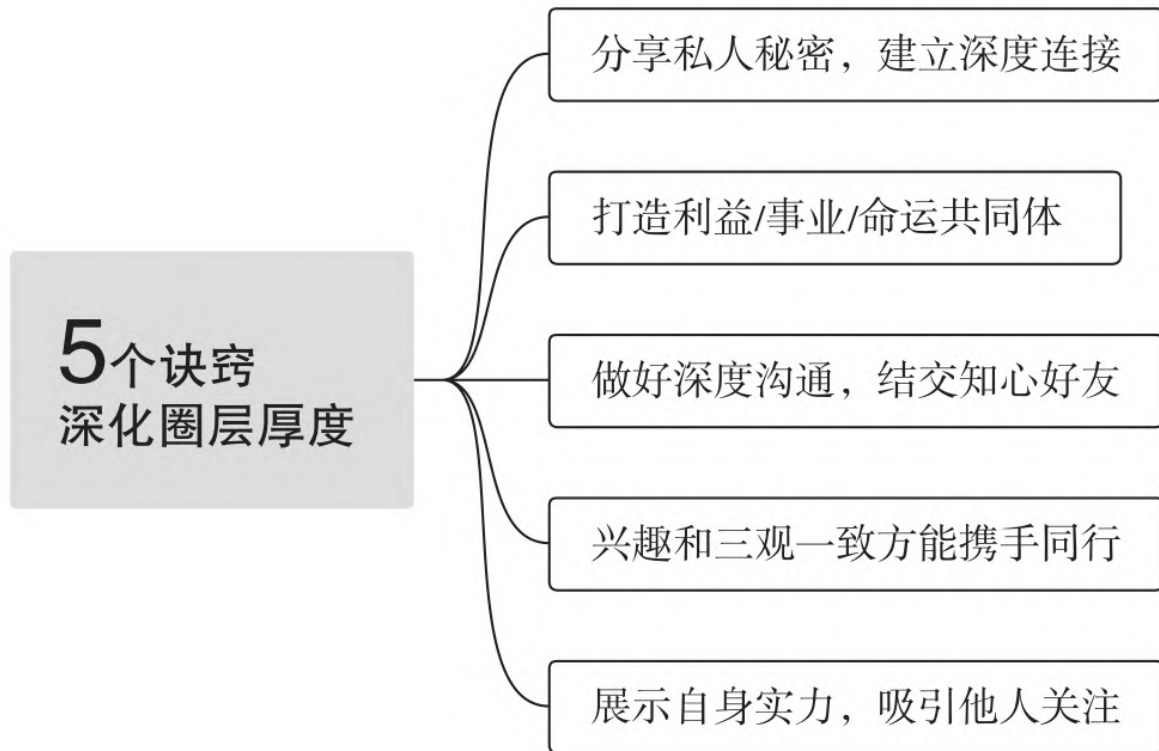 5个诀窍
深化圈层厚度
分享私人秘密，建立深度连接
打造利益/事业/命运共同体
做好深度沟通，结交知心好友
兴趣和三观一致方能携手同行
展示自身实力，吸引他人关注